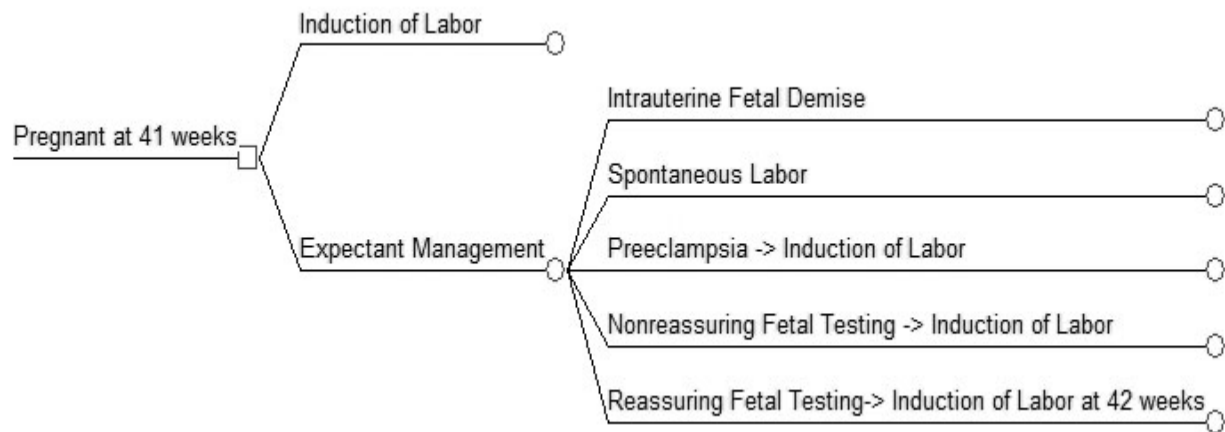 Induction of Labor
Intrauterine Fetal Demise
Pregnant at 41 weeks
Spontaneous Labor
Expectant Management
Preeclampsia -> Induction of Labor
Nonreassuring Fetal Testing -> Induction of Labor
Reassuring Fetal Testing-> Induction of Labor at 42 weeks